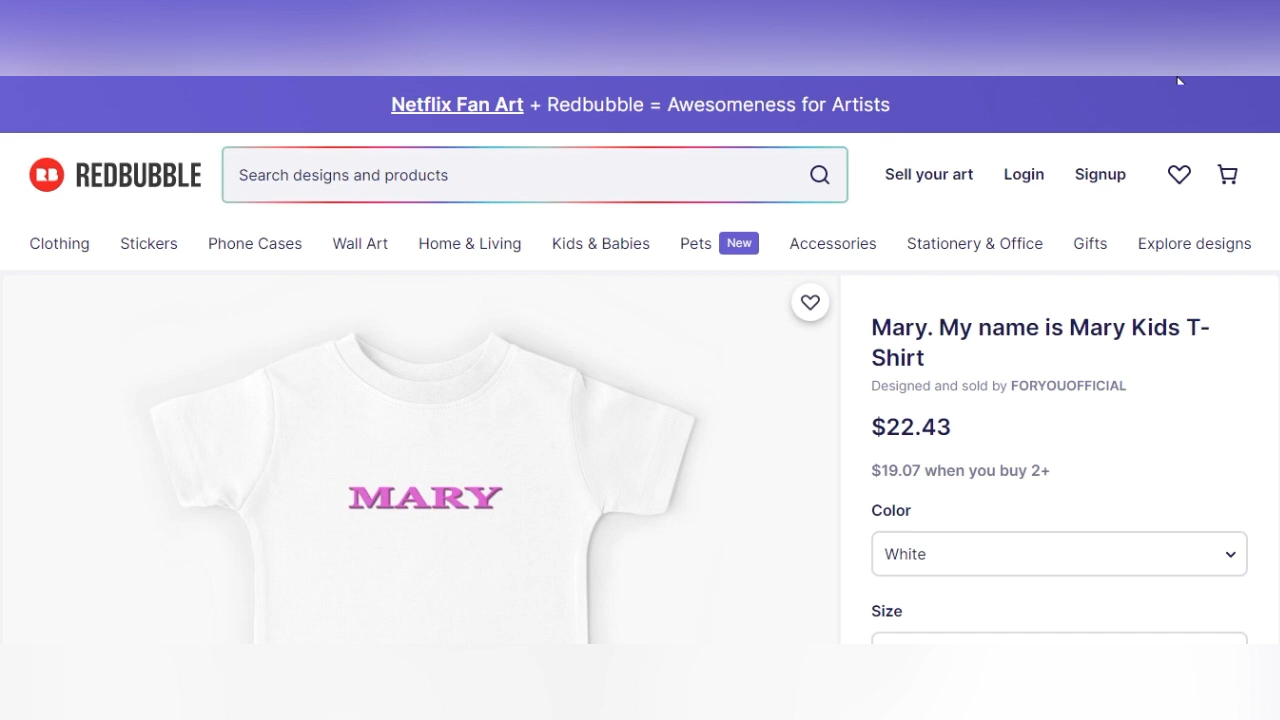 Netflix Fan Art + Redbubble = Awesomeness for Artists
RB REDBUBBLE
Search designs and products
Sell your art Login Signup
Clothing Stickers Phone Cases Wall Art Home & Living Kids & Babies Pets New Accessories Stationery & Office Gifts Explore designs
MARY
Mary. My name is Mary Kids T-
Shirt
Designed and sold by FORYOUOFFICIAL
$22.43
$19.07 when you buy 2+
Color
White
Size